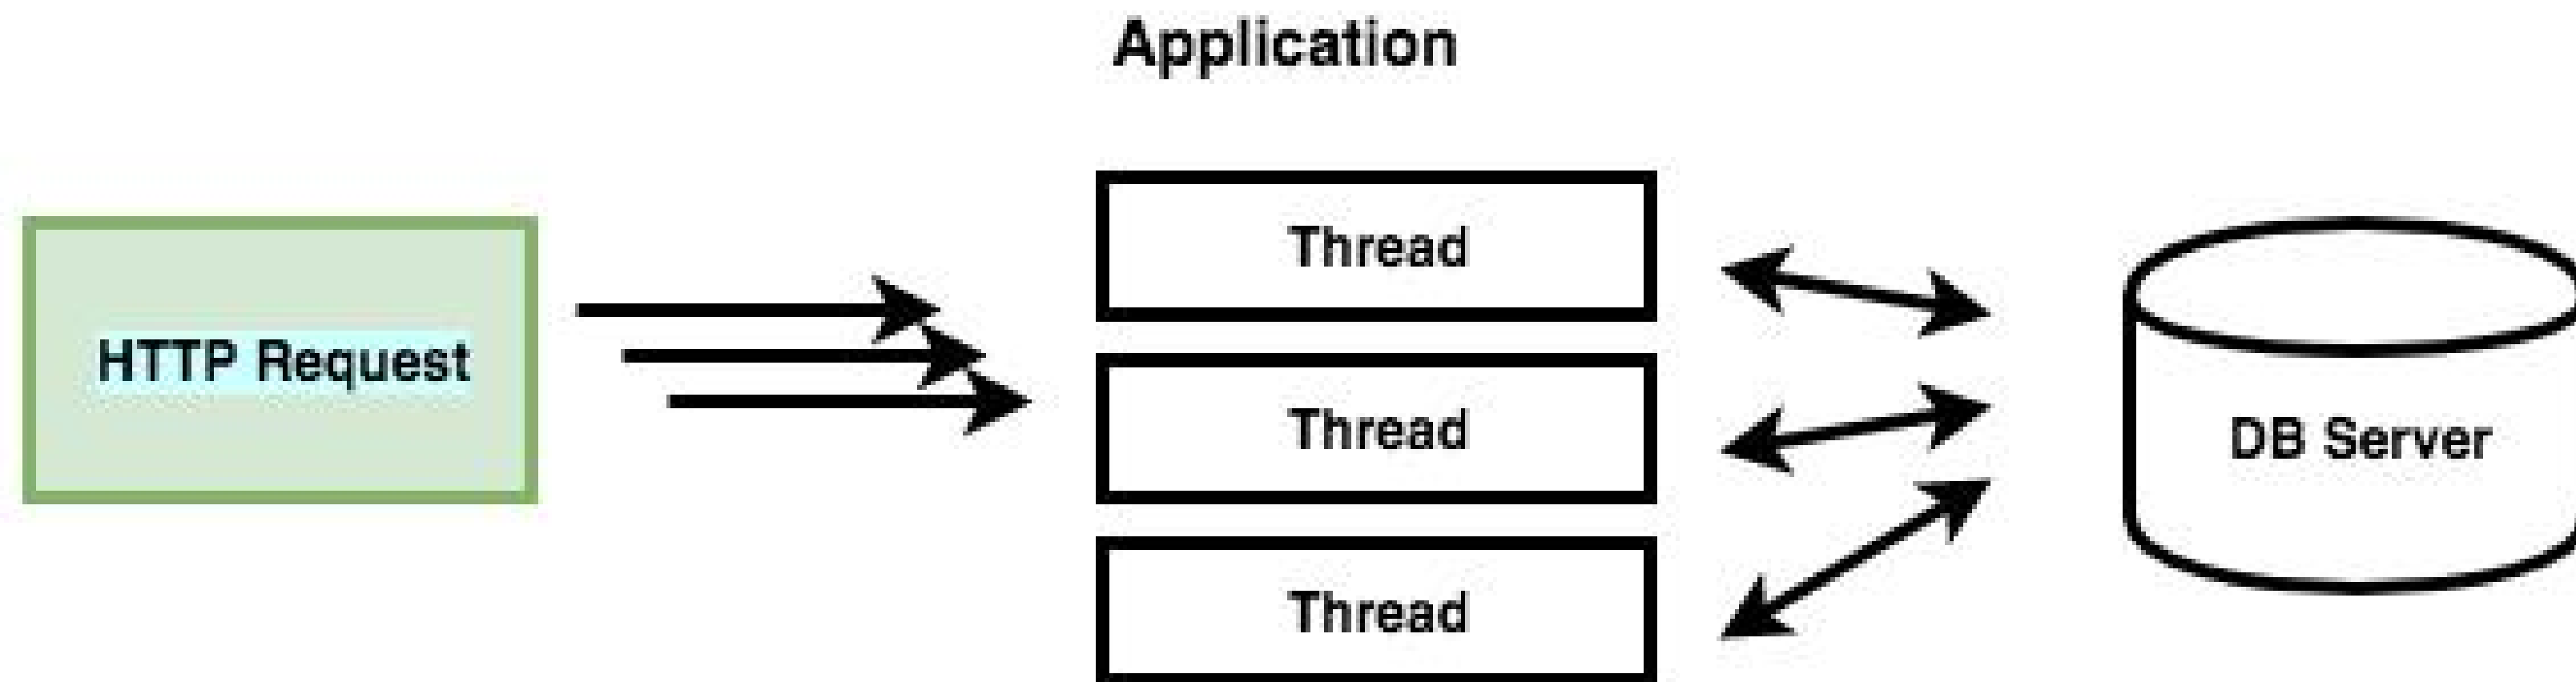 Application
HTTP Request
Thread
Thread
Thread
DB Server